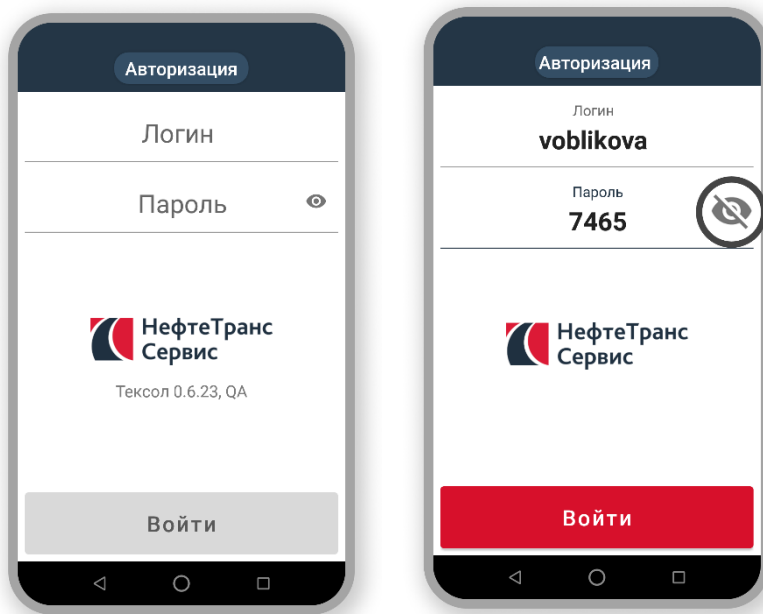 Авторизация
Логин
Пароль
НефтеТранс
Сервис
Тексол 0.6.23, QA
Войти
Авторизация
Логин
voblikova
Пароль
7465
НефтеТранс
Сервис
Войти